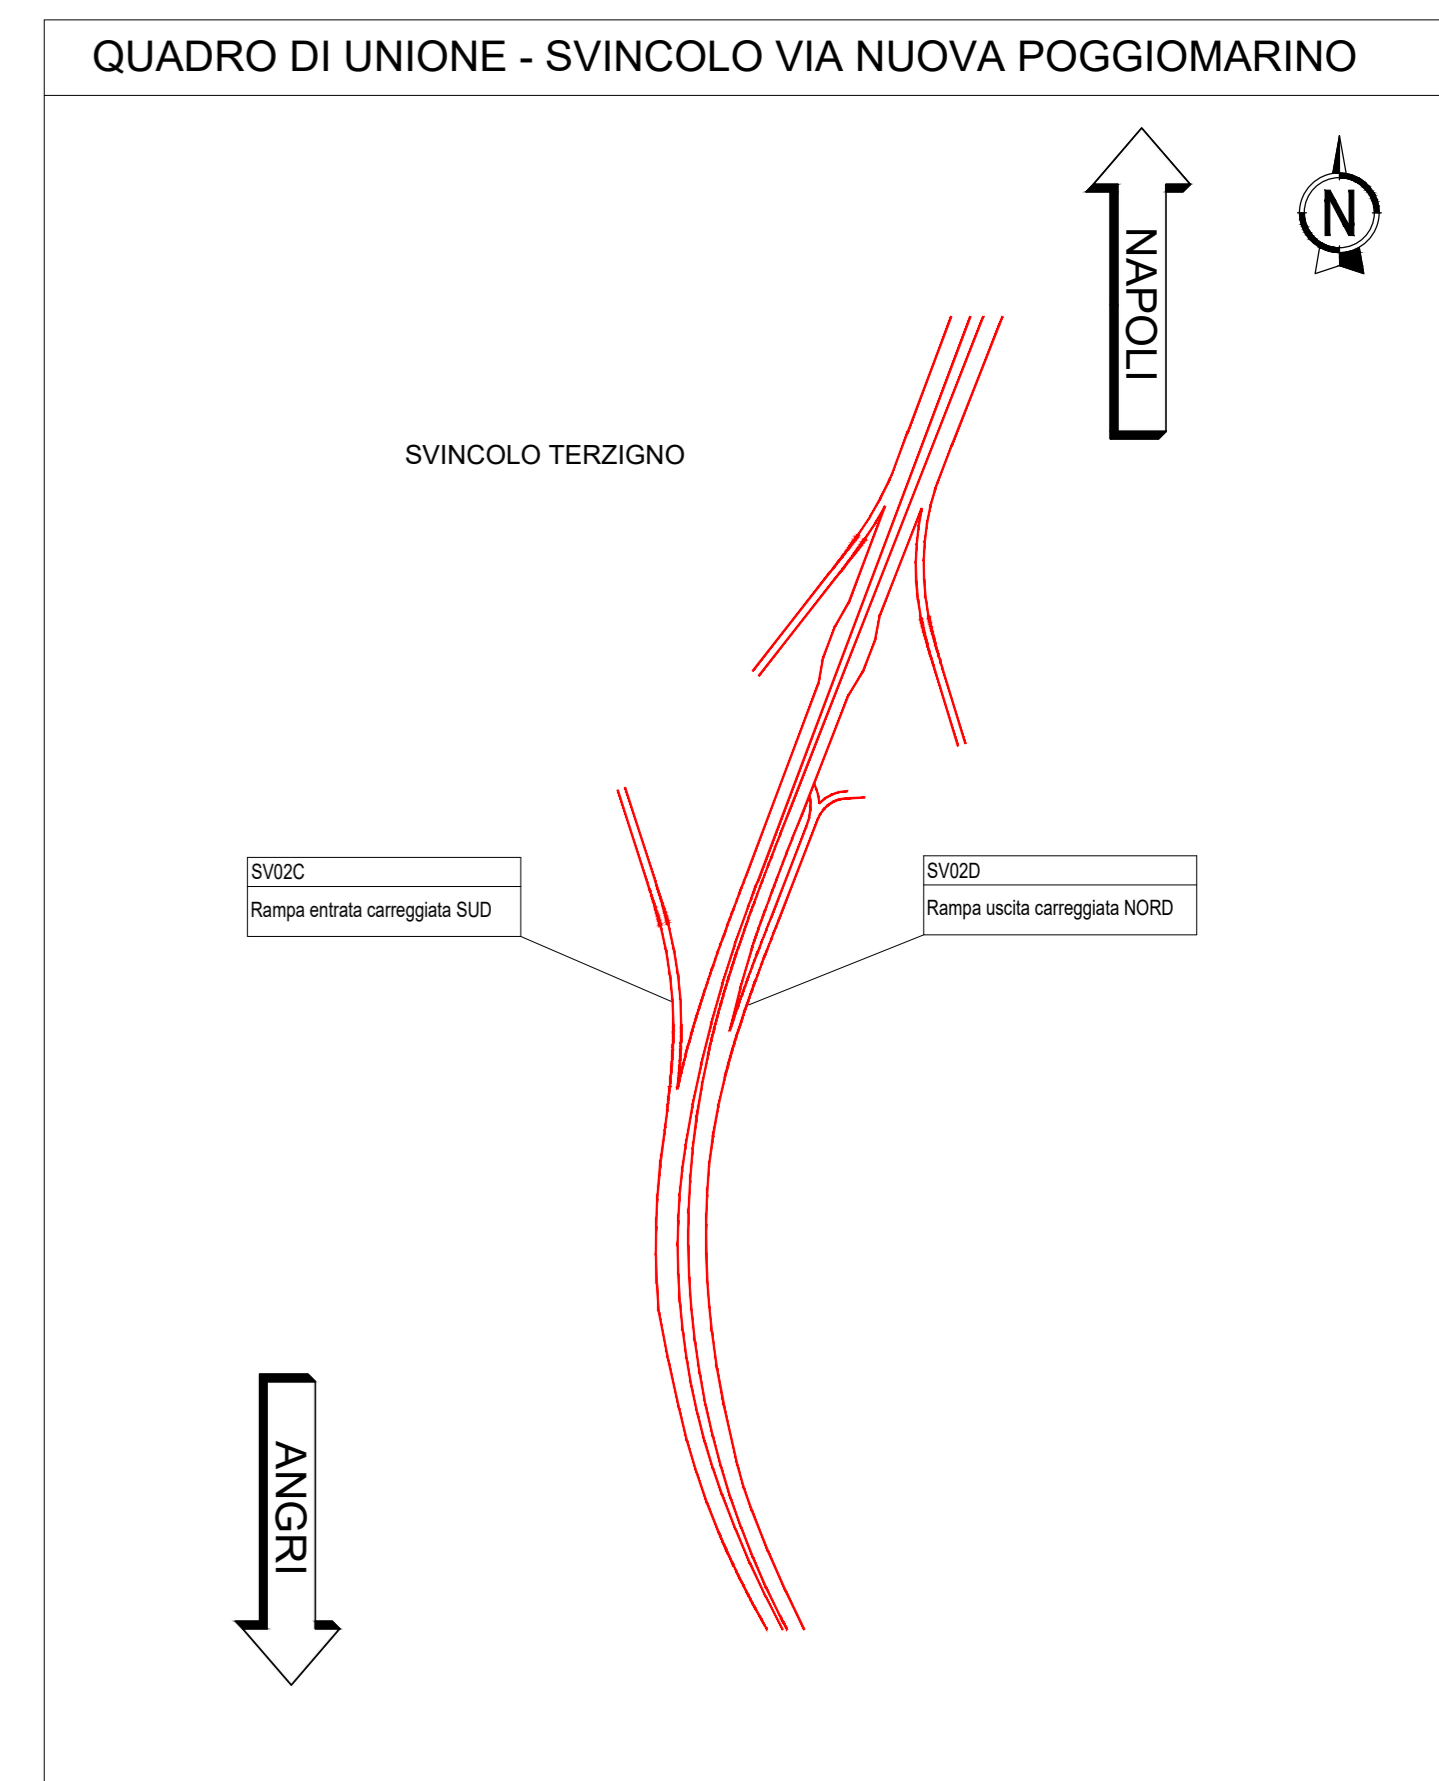 QUADRO DI UNIONE - SVINCOLO VIA NUOVA POGGIOMARINO
N
NAPOLI
SVINCOLO TERZIGNO
SV02C
Rampa entrata carreggiata SUD
SV02D
Rampa uscita carreggiata NORD
ANGRI